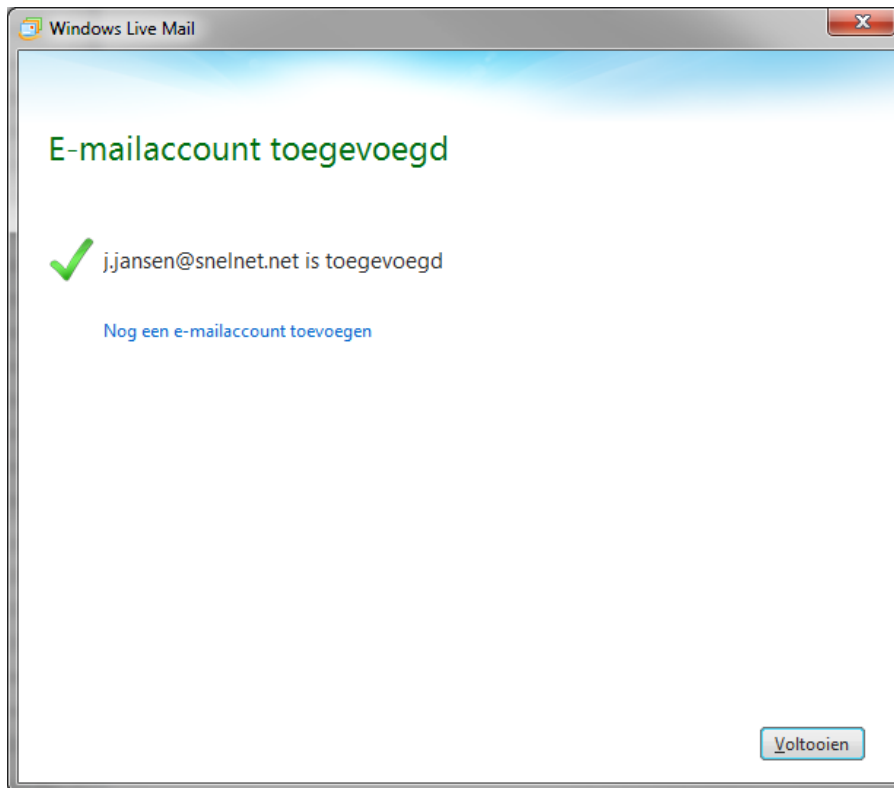 Windows Live Mail
E-mailaccount toegevoegd
j.jansen@snelnet.net is toegevoegd
Nog een e-mailaccount toevoegen
Voltooien